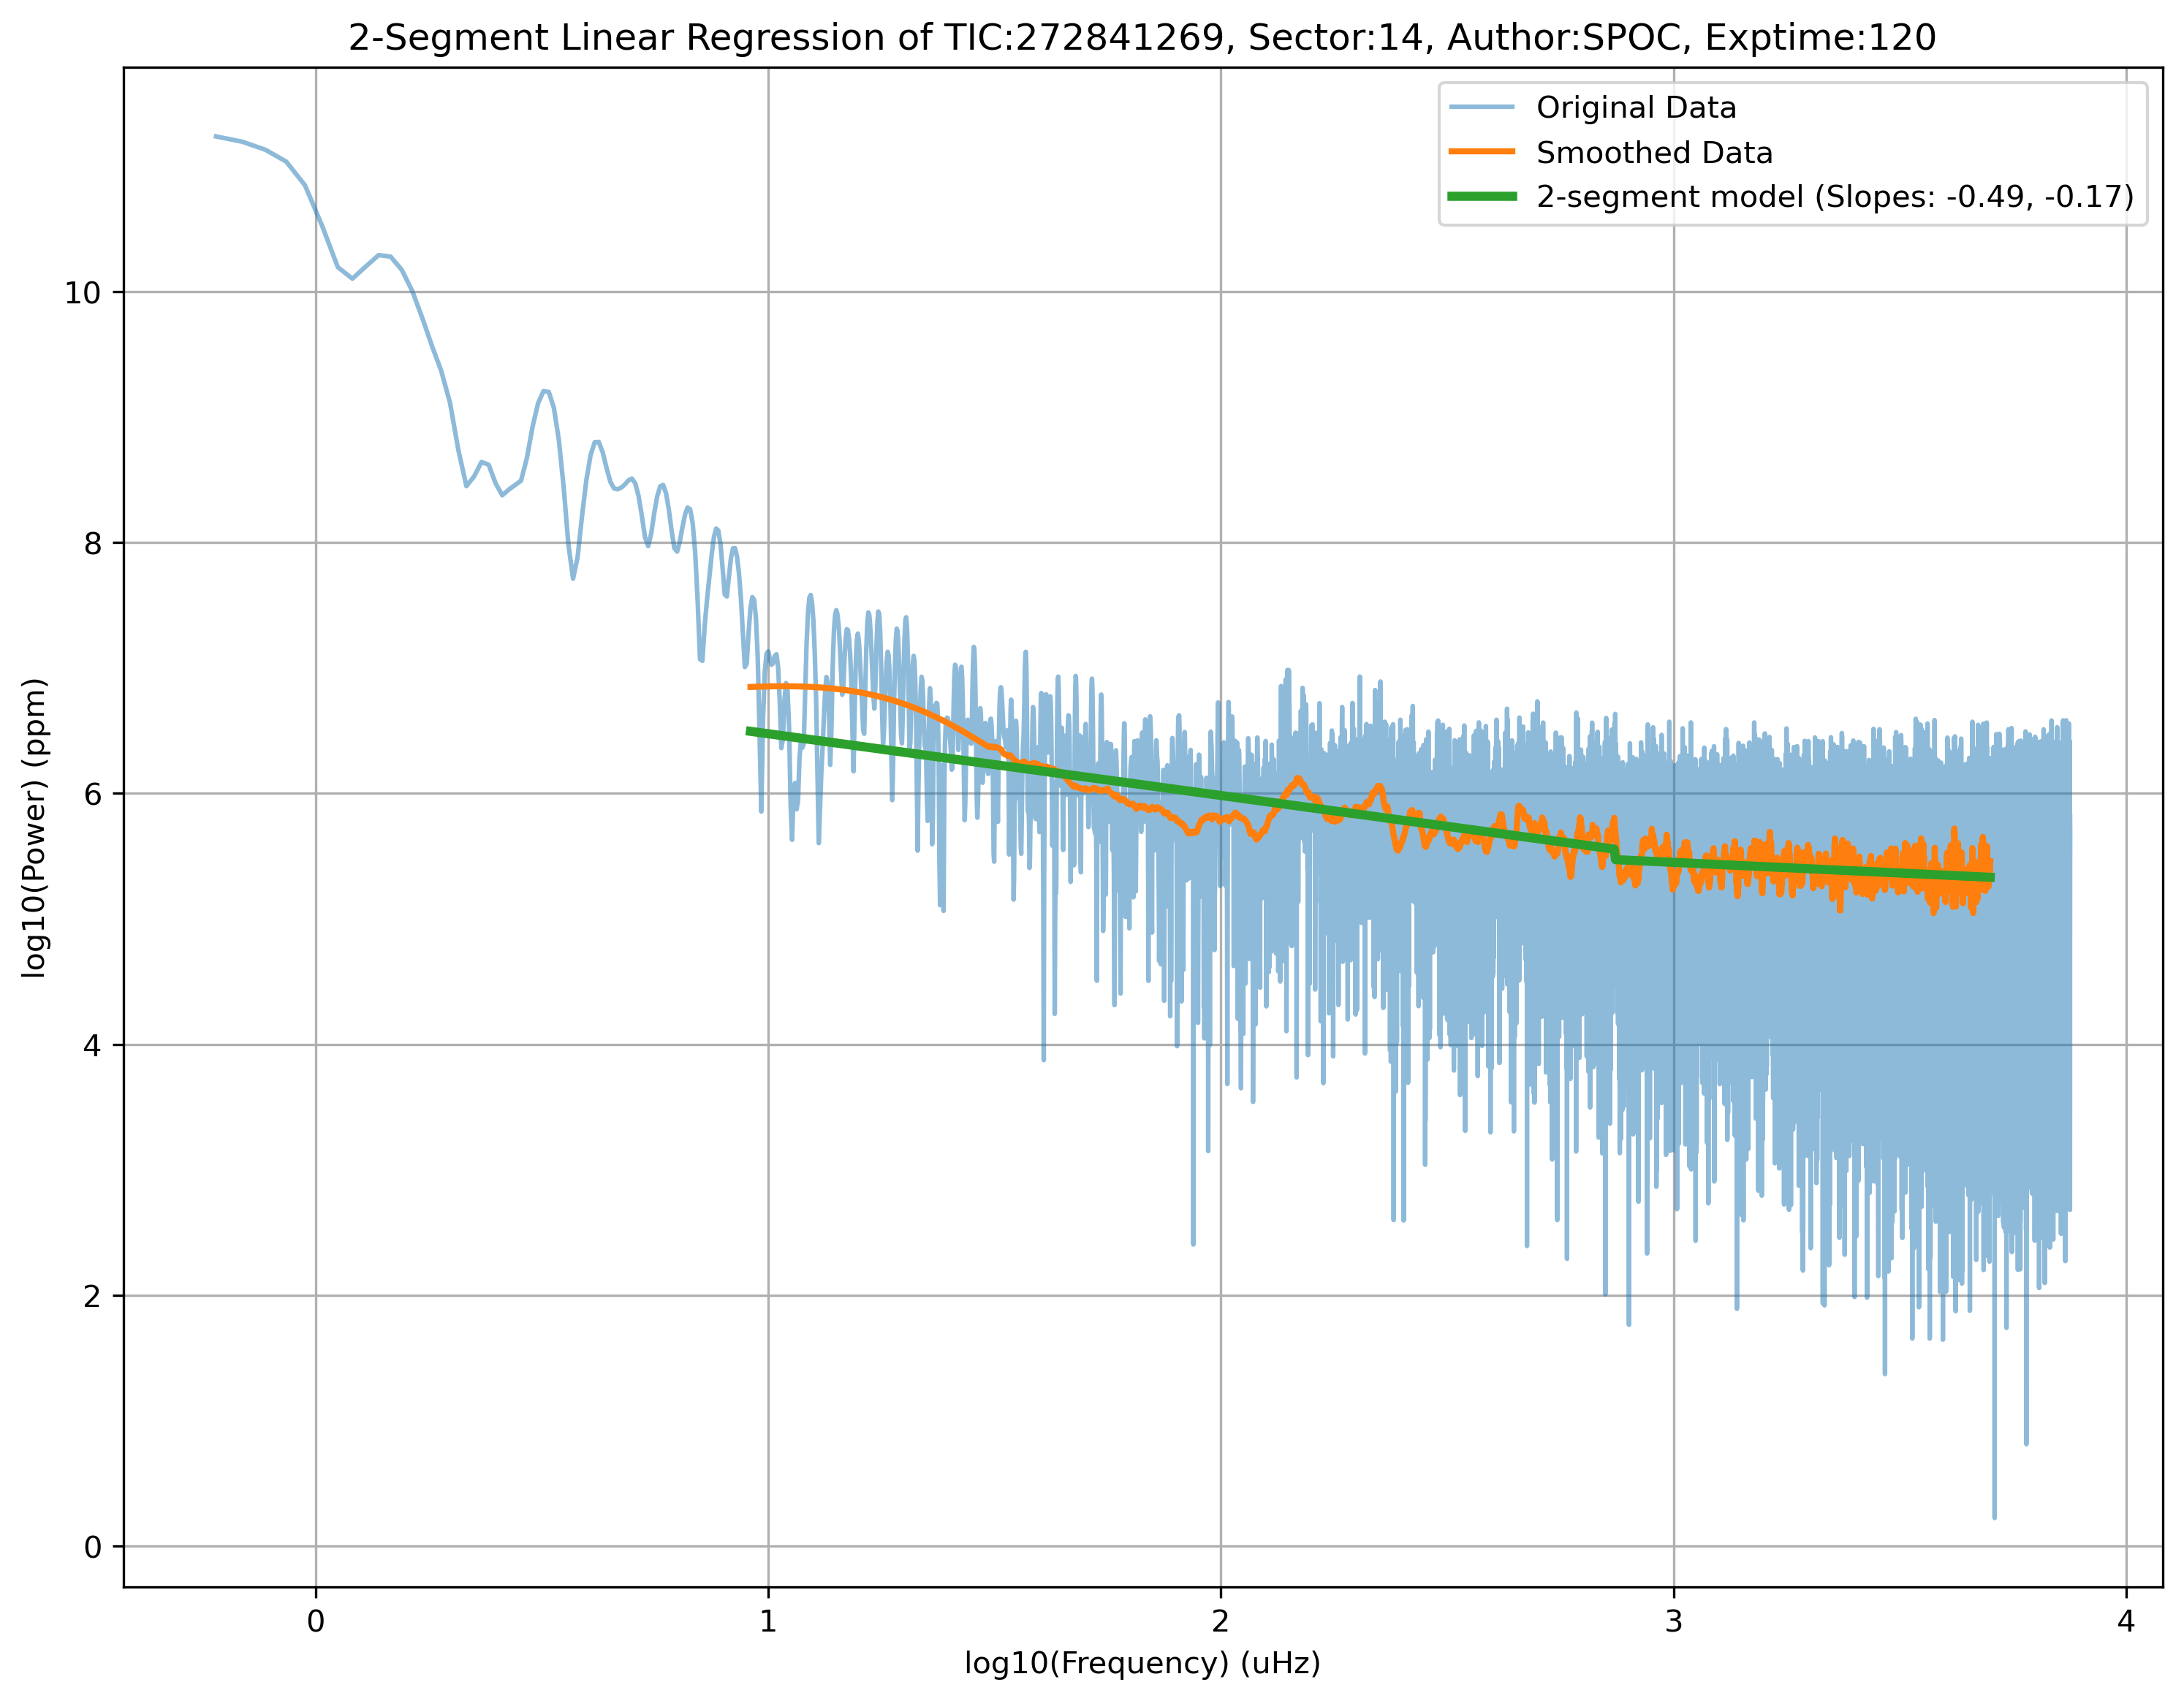 2-Segment Linear Regression of TIC:272841269, Sector:14, Author:SPOC, Exptime:120
Original Data
Smoothed Data
2-segment model (Slopes: -0.49, -0.17)
log10(Power) (ppm)
10
8
6
4
2
0
0 1 2 3 4
log10(Frequency) (uHz)